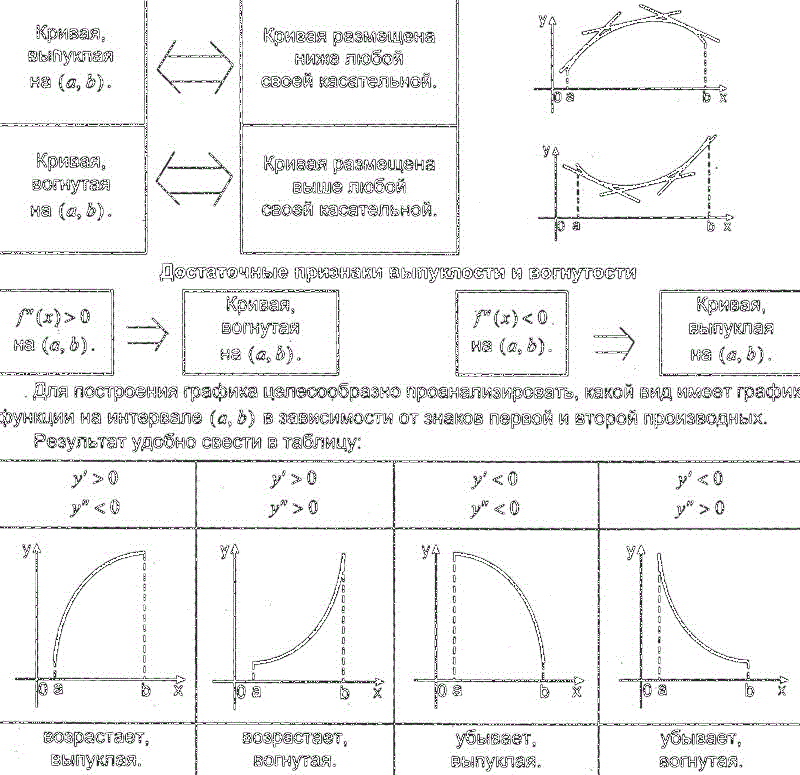 Кривая,
выпуклая
на (a, b).
Кривая размещена
ниже любой
своей касательной.
y
0 a b x
Кривая,
вогнутая
на (a, b).
Кривая размещена
выше любой
своей касательной.
y
0 a b x
Достаточные признаки выпуклости и вогнутости
f″(x)>0
на (a, b).
Кривая,
вогнутая
на (a, b).
f″(x)<0.
на (a, b).
Кривая,
выпуклая
на (a, b).
. Для построения графика целесообразно проанализировать, какой вид имеет график
функции на интервале (a, b) в зависимости от знаков первой и второй производных.
Результат удобно свести в таблицу:
y′>0
y″<0
y′>0
y″>0
y′<0
y″<0
y′<0
y″>0
y
0 a b x
y
0 a b x
y
0 a b x
y
0 a b x
возрастает,
выпуклая.
возрастает,
вогнутая.
убывает,
выпуклая.
убывает,
вогнутая.